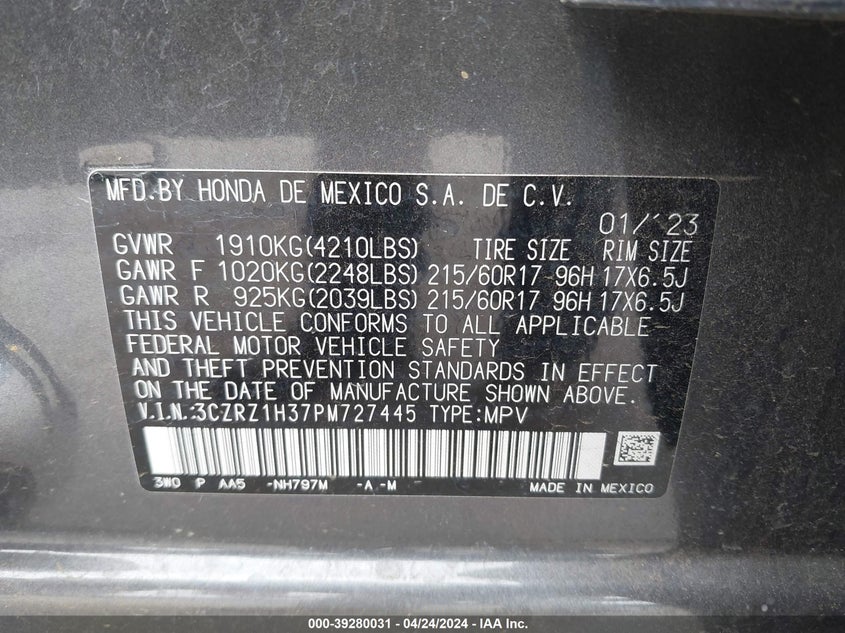 MFD.BY HONDA DE MEXICO S.A. DE C.V. 01/'23
GVWR 1910KG(4210LBS) TIRE SIZE RIM SIZE
GAWR F 1020KG(2248LBS) 215/60R17 96H 17X6.5J
GAWR R 925KG(2039LBS) 215/60R17 96H 17X6.5J
THIS VEHICLE CONFORMS TO ALL APPLICABLE
FEDERAL MOTOR VEHICLE SAFETY
AND THEFT PREVENTION STANDARDS IN EFFECT
ON THE DATE OF MANUFACTURE SHOWN ABOVE.
V.I.N.:3CZRZ1H37PM727445 TYPE:MPV
3W0 P AA5 -NH797M -A -M MADE IN MEXICO
000-39280031 - 04/24/2024 - IAA Inc.